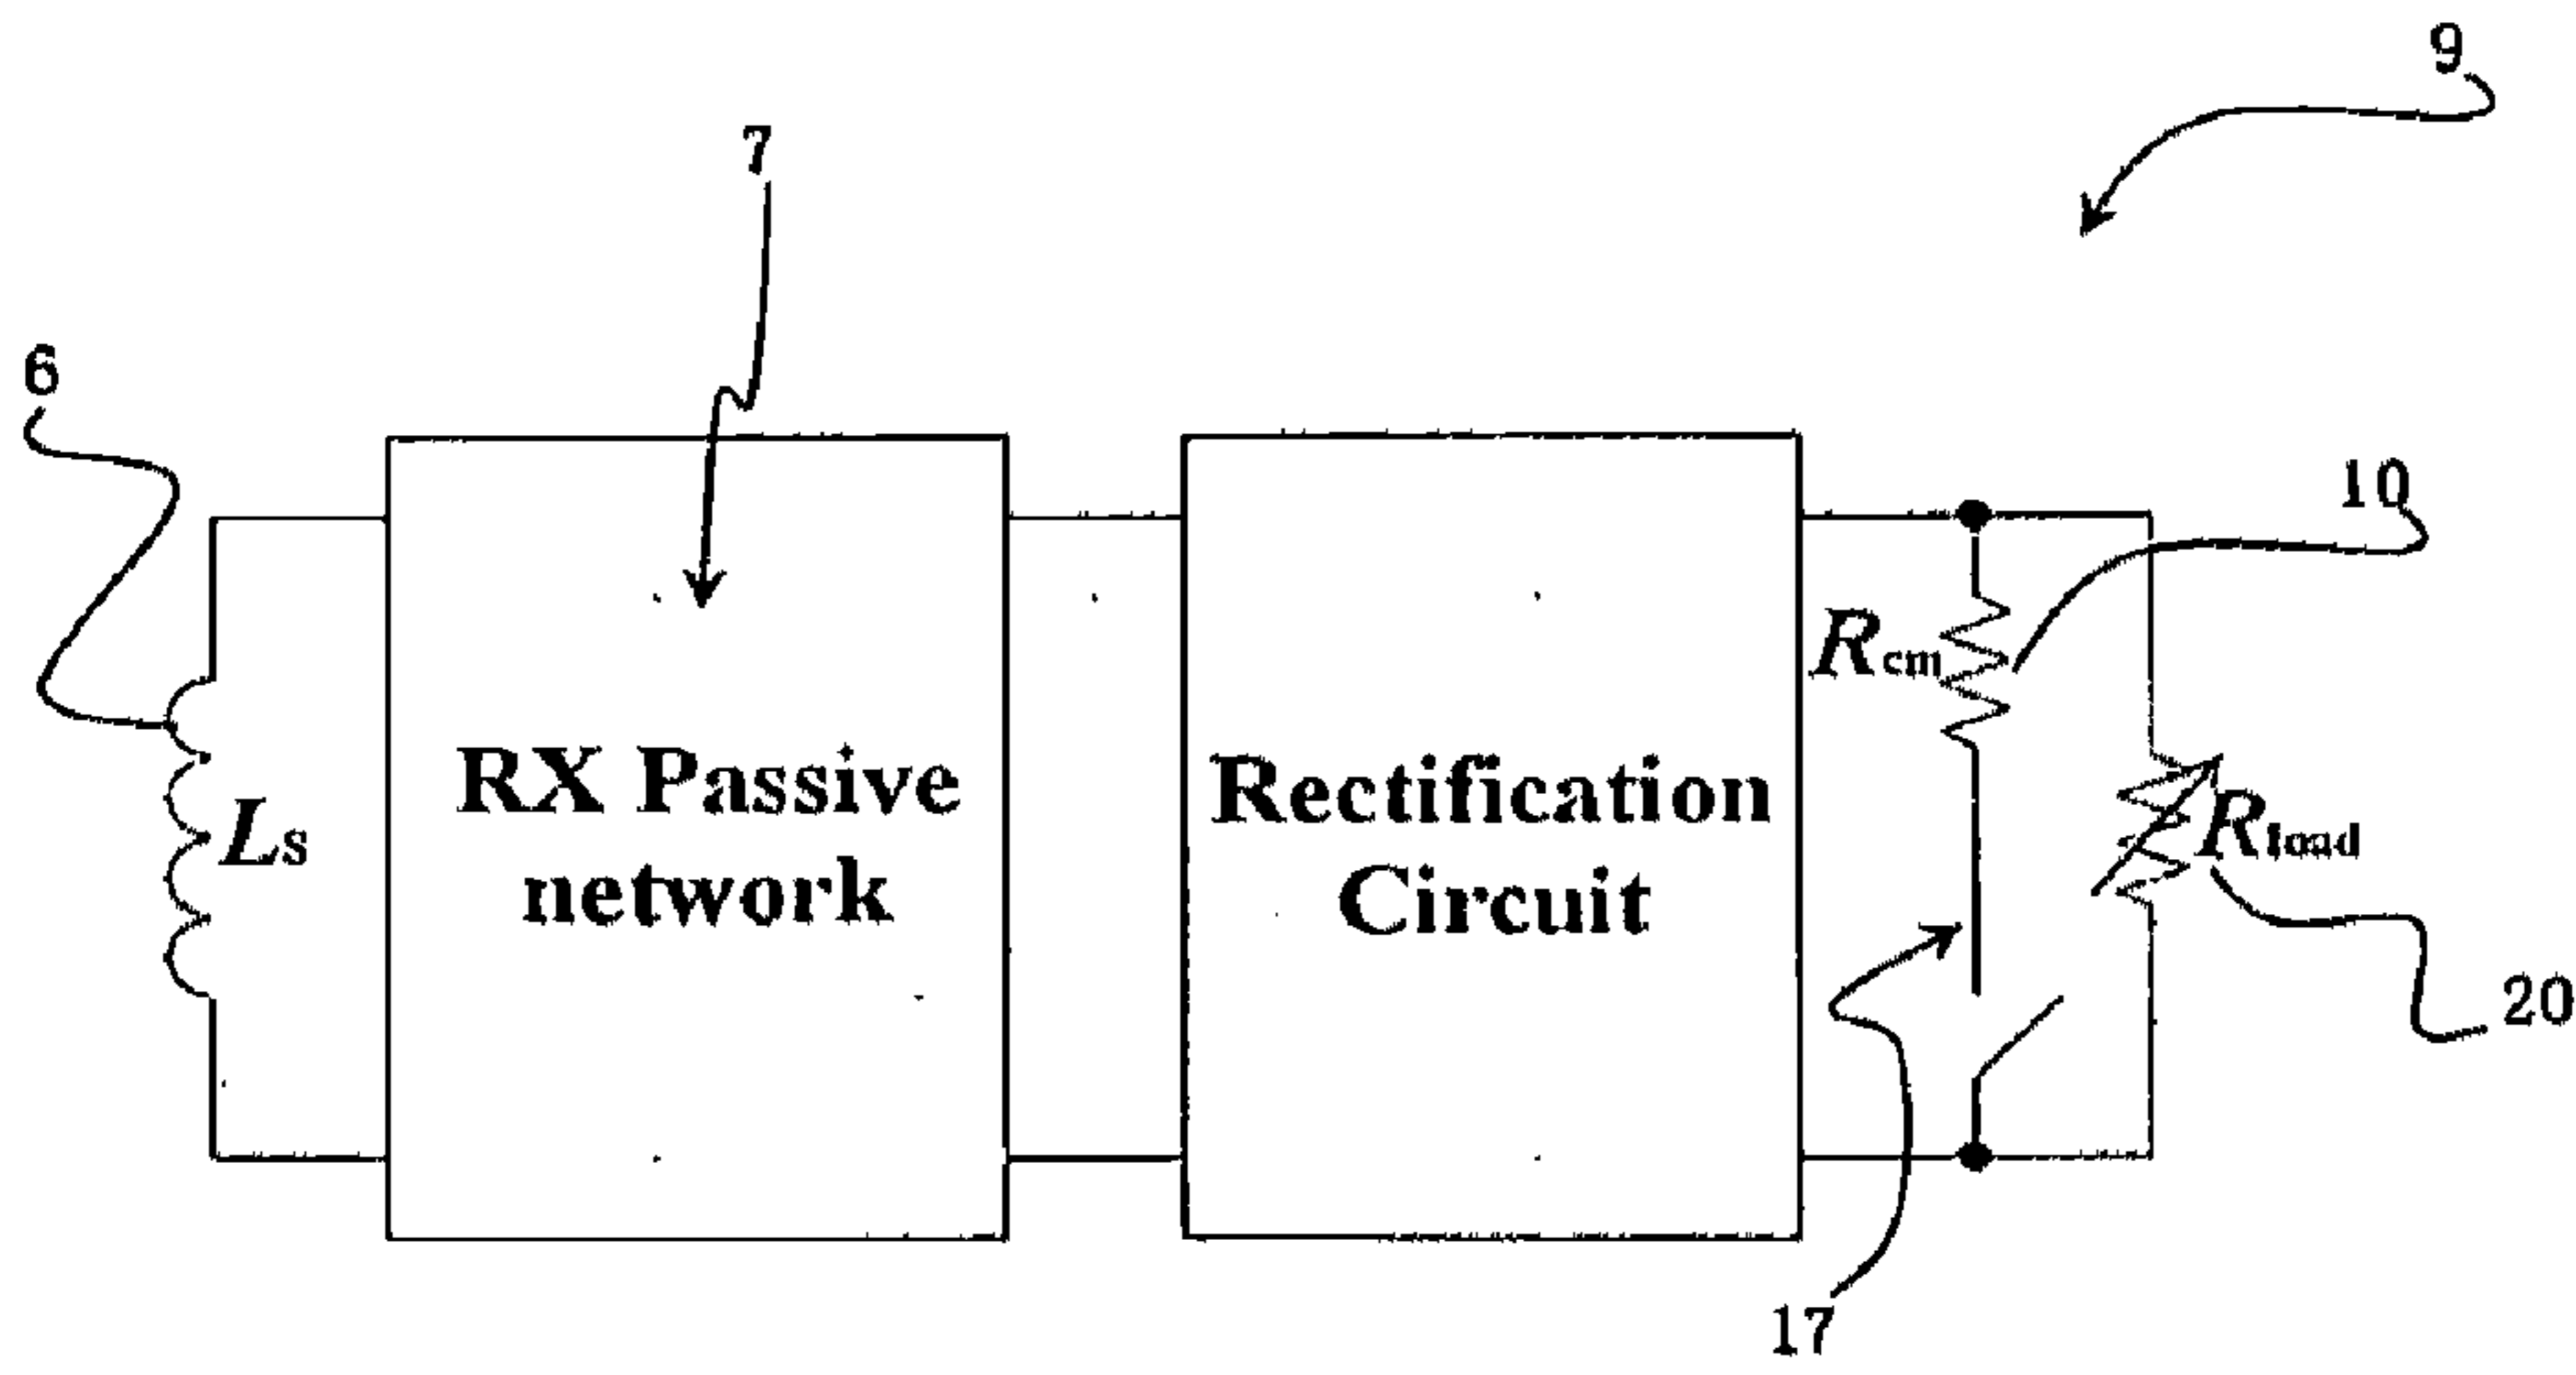 9
7
6
10
Rcm
RX Passive
network
Rectification
Circuit
Ls
Rload
20
17